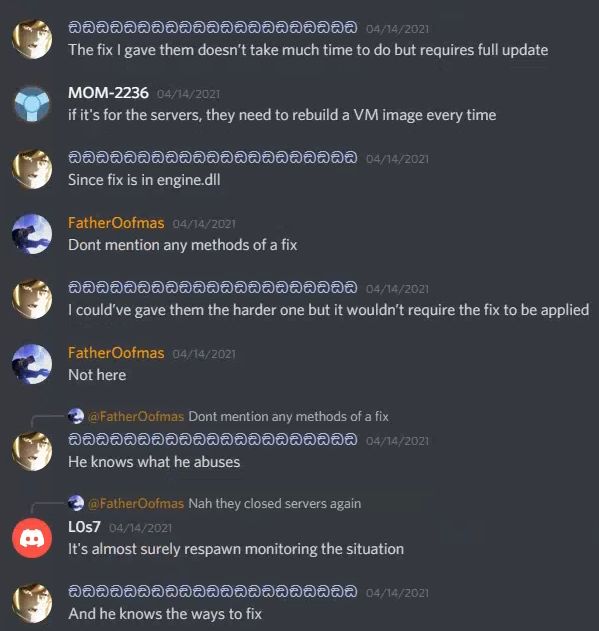 ඞඞඞඞඞඞඞඞඞඞඞඞඞඞඞඞඞඞඞඞඞ 04/14/2021
The fix I gave them doesn't take much time to do but requires full update
MOM-2236 04/14/2021
if it's for the servers, they need to rebuild a VM image every time
ඞඞඞඞඞඞඞඞඞඞඞඞඞඞඞඞඞඞඞඞඞ 04/14/2021
Since fix is in engine.dll
FatherOofmas 04/14/2021
Dont mention any methods of a fix
ඞඞඞඞඞඞඞඞඞඞඞඞඞඞඞඞඞඞඞඞඞ 04/14/2021
I could've gave them the harder one but it wouldn't require the fix to be applied
FatherOofmas 04/14/2021
Not here
@FatherOofmas Dont mention any methods of a fix
ඞඞඞඞඞඞඞඞඞඞඞඞඞඞඞඞඞඞඞඞඞ 04/14/2021
He knows what he abuses
@FatherOofmas Nah they closed servers again
L0s7 04/14/2021
It's almost surely respawn monitoring the situation
ඞඞඞඞඞඞඞඞඞඞඞඞඞඞඞඞඞඞඞඞඞ 04/14/2021
And he knows the ways to fix